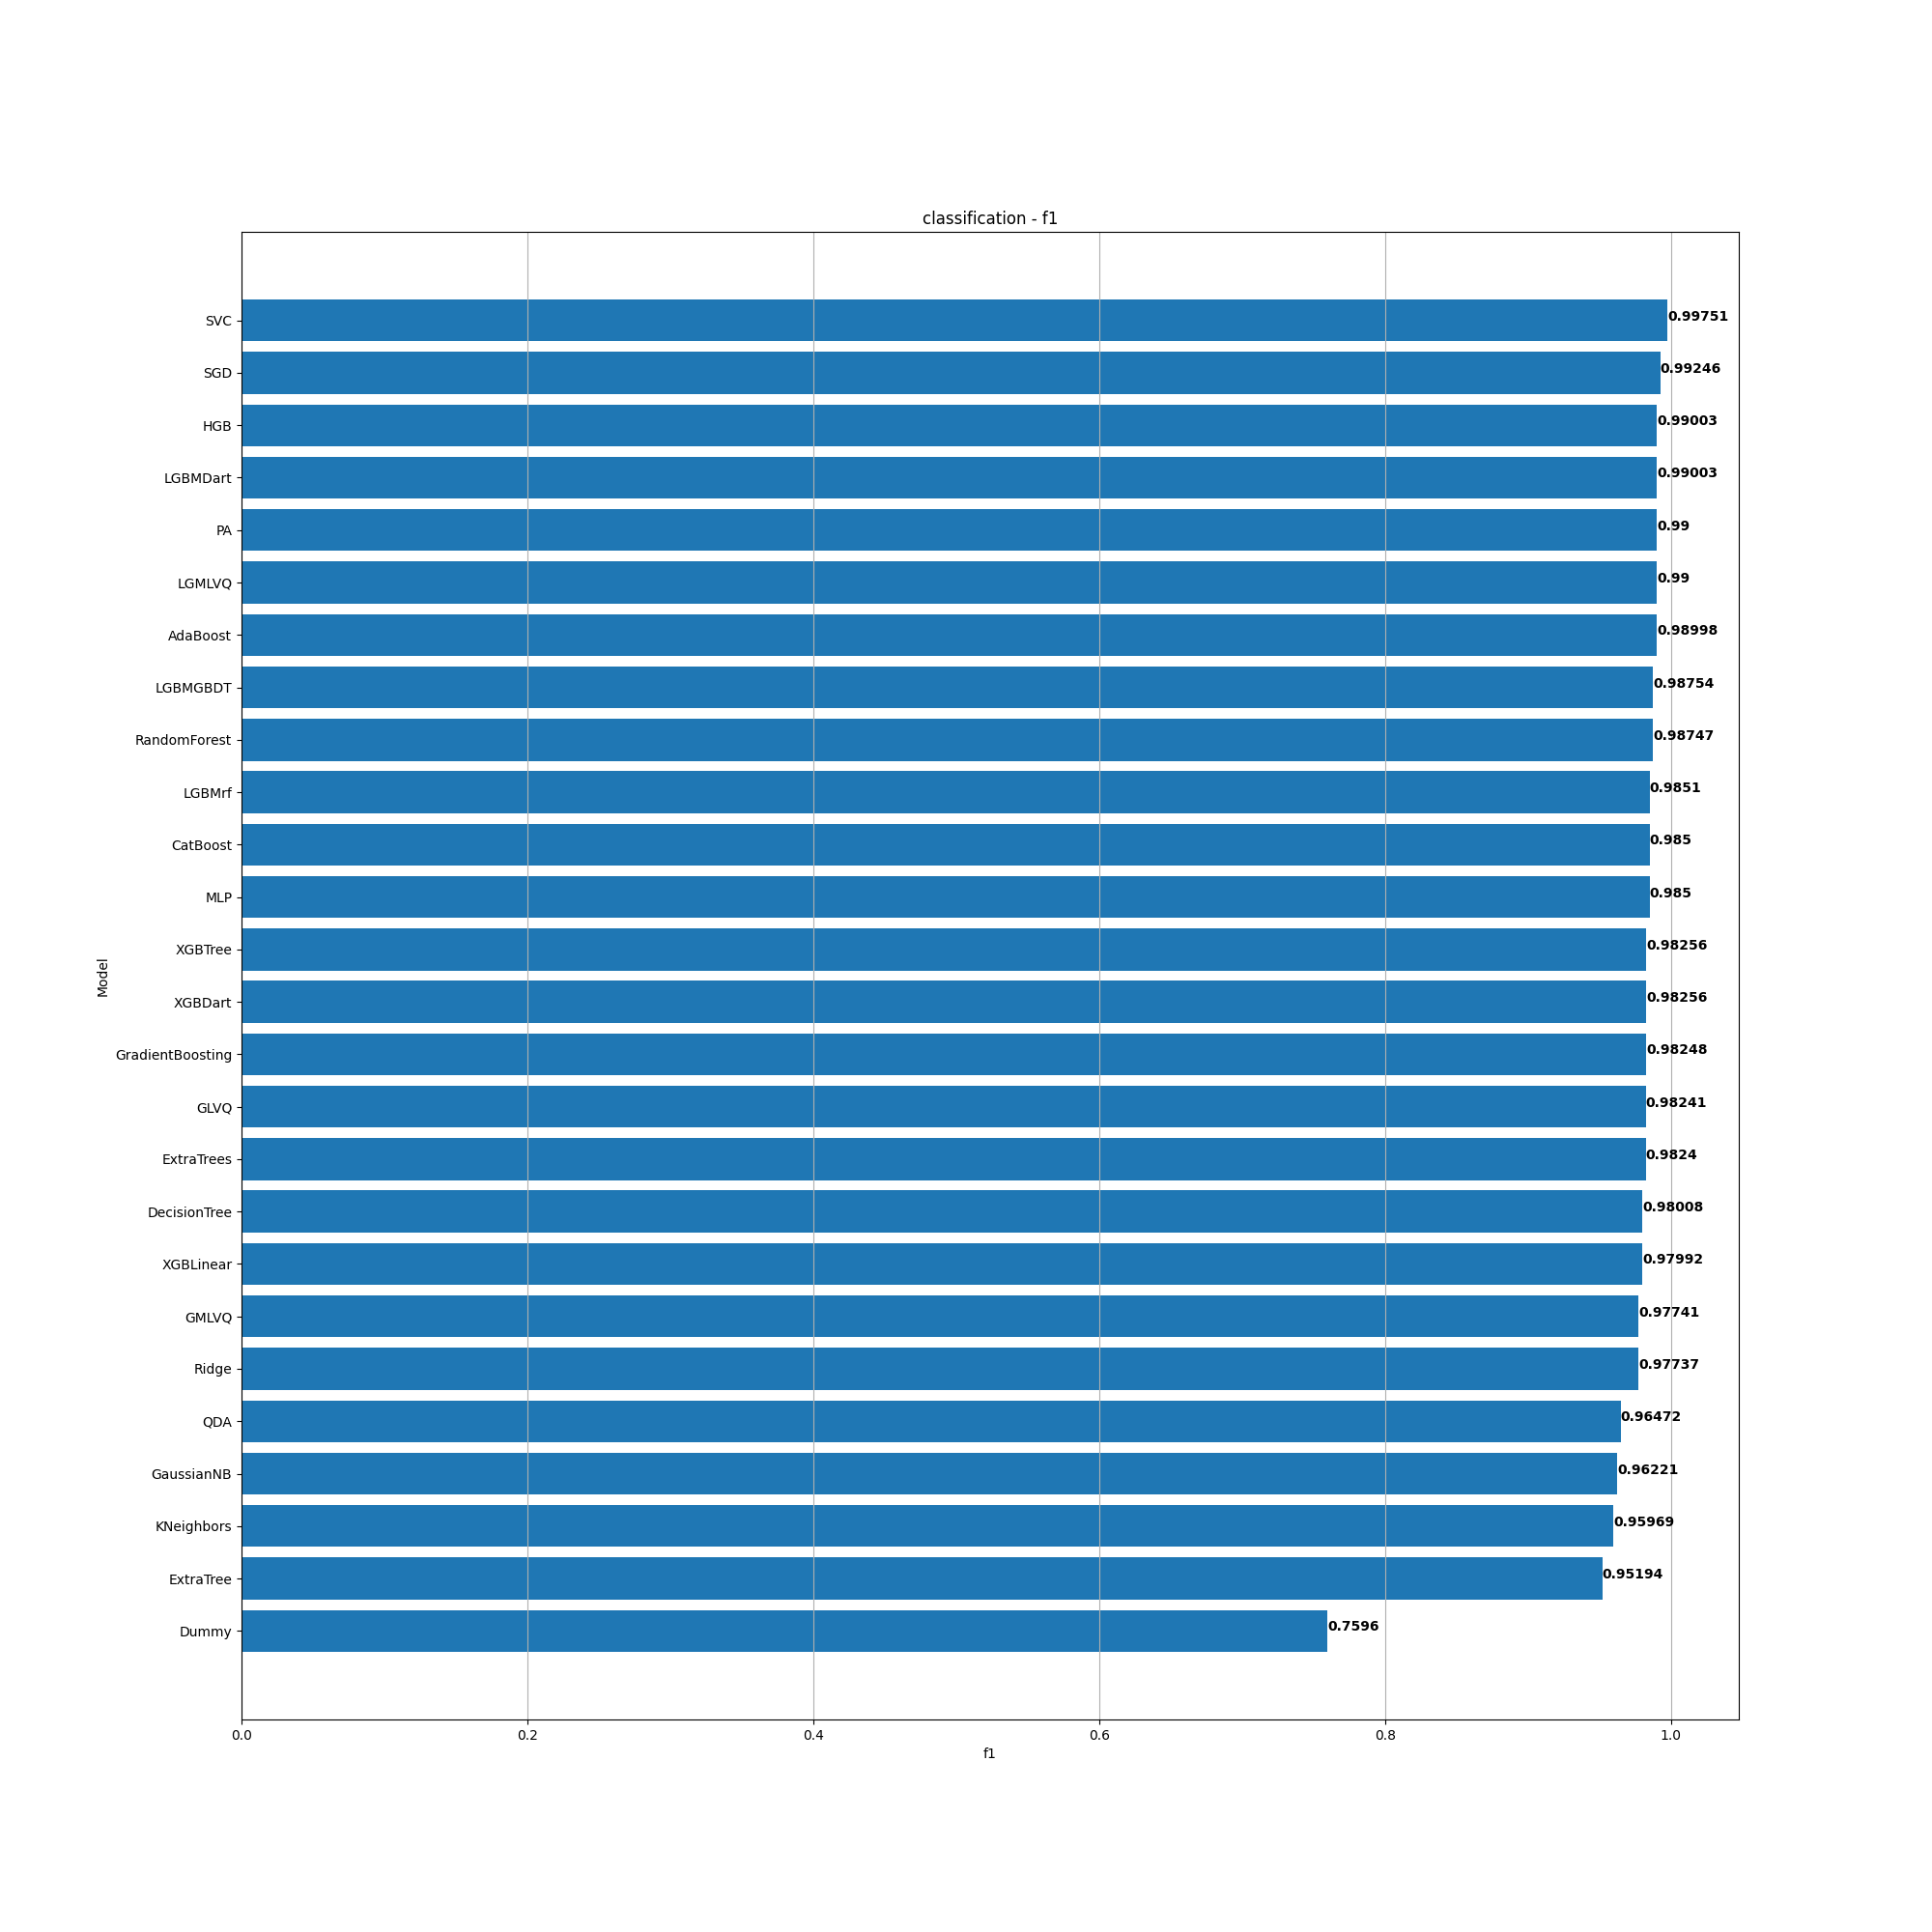 classification - f1
SVC 0.99751
SGD 0.99246
HGB 0.99003
LGBMDart 0.99003
PA 0.99
LGMLVQ 0.99
AdaBoost 0.98998
LGBMGBDT 0.98754
RandomForest 0.98747
LGBMrf 0.9851
CatBoost 0.985
MLP 0.985
XGBTree 0.98256
XGBDart 0.98256
GradientBoosting 0.98248
GLVQ 0.98241
ExtraTrees 0.9824
DecisionTree 0.98008
XGBLinear 0.97992
GMLVQ 0.97741
Ridge 0.97737
QDA 0.96472
GaussianNB 0.96221
KNeighbors 0.95969
ExtraTree 0.95194
Dummy 0.7596
Model
0.0 0.2 0.4 0.6 0.8 1.0
f1